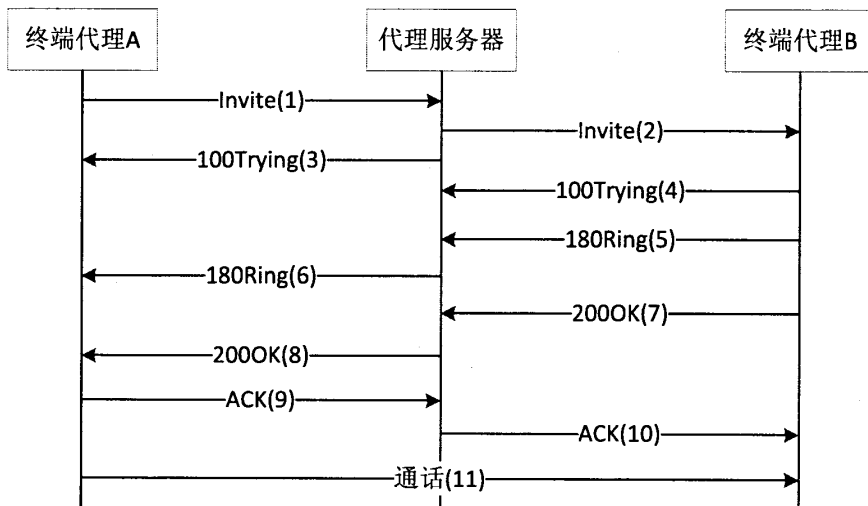 终端代理A
代理服务器
终端代理B
Invite(1)
Invite(2)
100Trying(3)
100Trying(4)
180Ring(5)
180Ring(6)
200OK(7)
200OK(8)
ACK(9)
ACK(10)
通话(11)